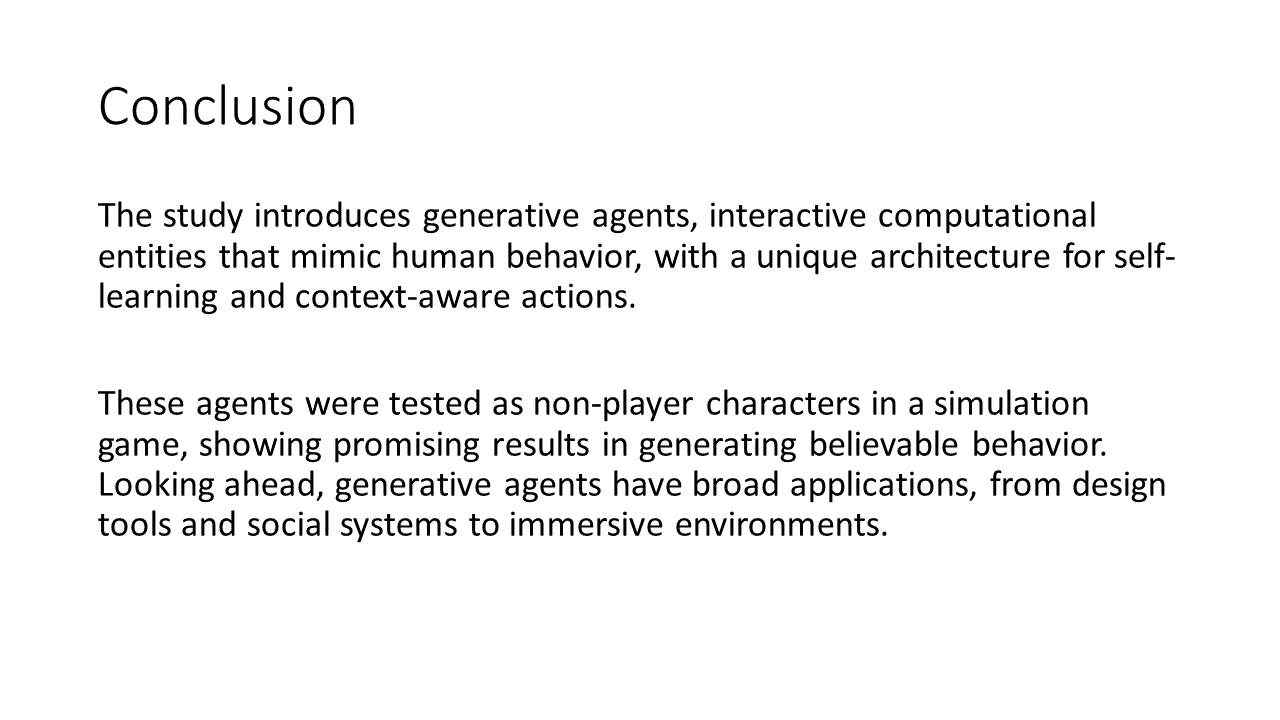 Conclusion
The study introduces generative agents, interactive computational
entities that mimic human behavior, with a unique architecture for self-
learning and context-aware actions.
These agents were tested as non-player characters in a simulation
game, showing promising results in generating believable behavior.
Looking ahead, generative agents have broad applications, from design
tools and social systems to immersive environments.